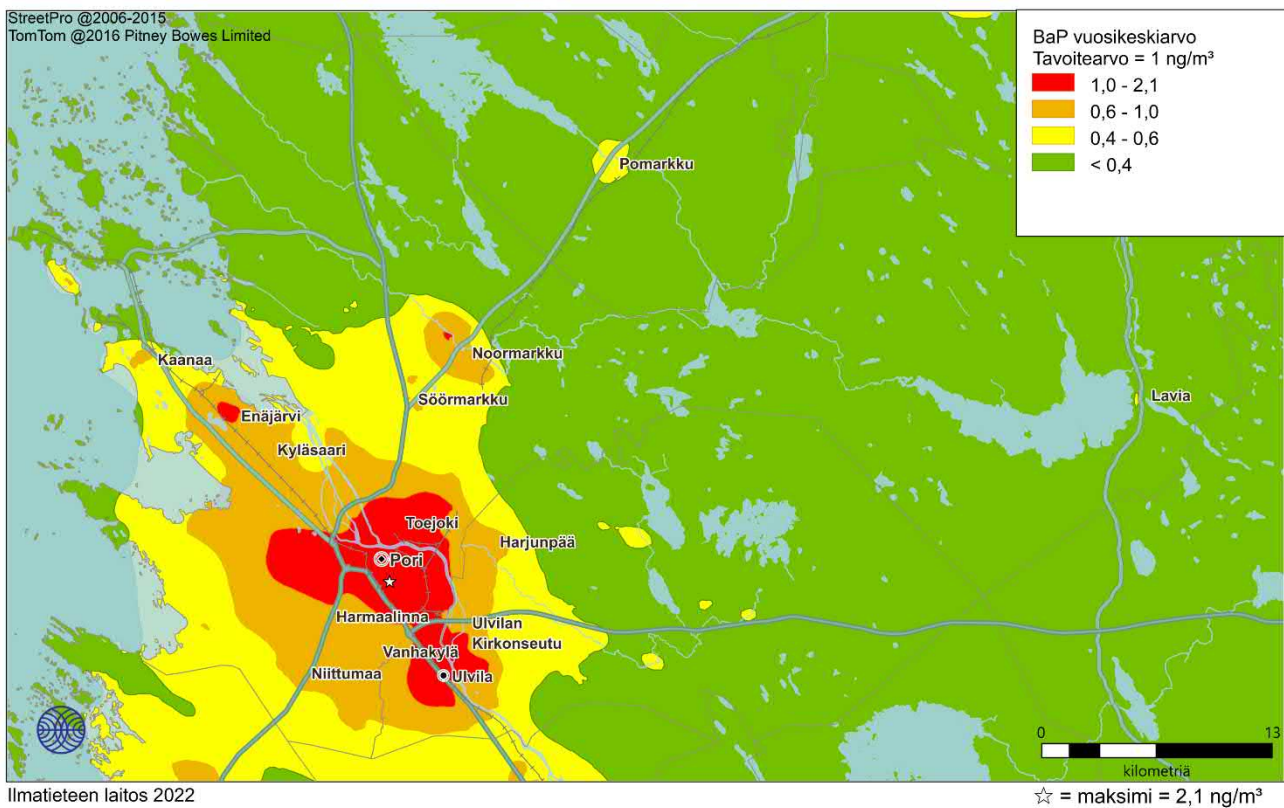 StreetPro @2006-2015
TomTom @2016 Pitney Bowes Limited
BaP vuosikeskiarvo
Tavoitearvo = 1 ng/m³
1,0 - 2,1
0,6 - 1,0
0,4 - 0,6
< 0,4
Pomarkku
Kaanaa
Noormarkku
Söörmarkku
Lavia
Enäjärvi
Kyläsaari
Toejoki
Harjunpää
Pori
Harmaalinna
Ulvilan
Kirkonseutu
Vanhakylä
Niittumaa
Ulvila
0 13
kilometriä
Ilmatieteen laitos 2022
☆ = maksimi = 2,1 ng/m³